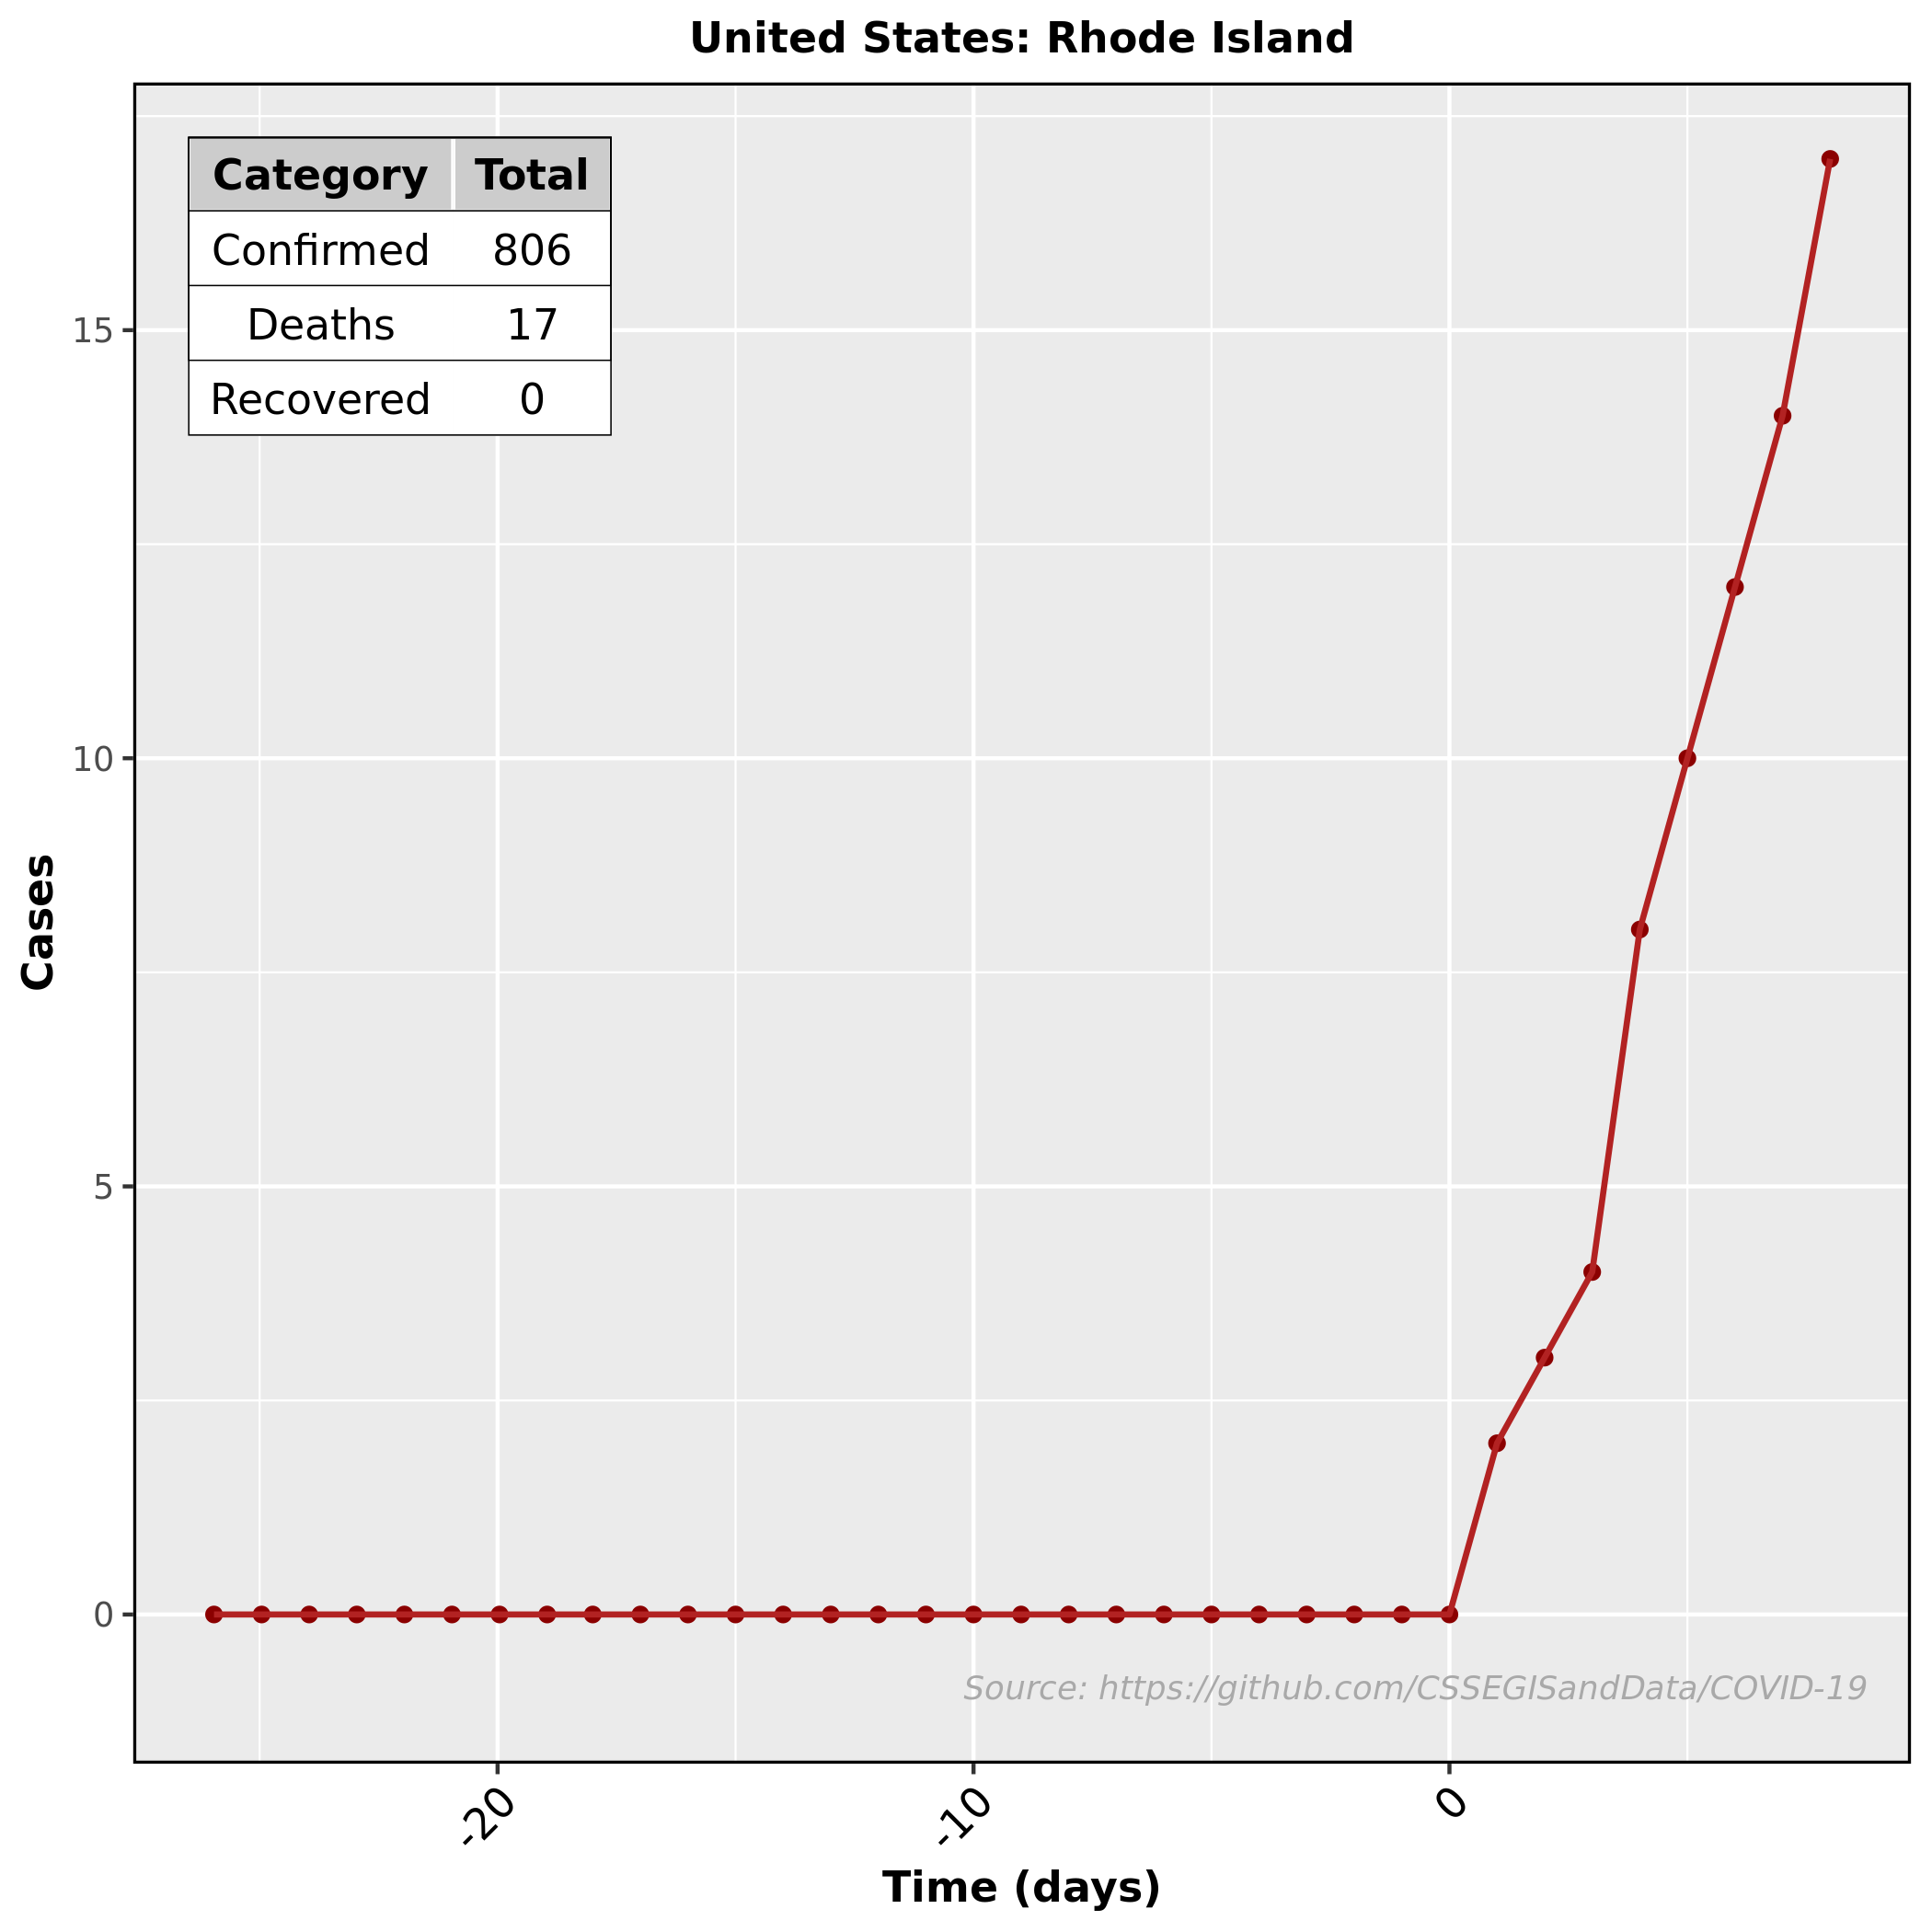 United States: Rhode Island
Category Total
Confirmed 806
Deaths 17
Recovered 0
15
10
5
0
Cases
Source: https://github.com/CSSEGISandData/COVID-19
-20 -10 0
Time (days)